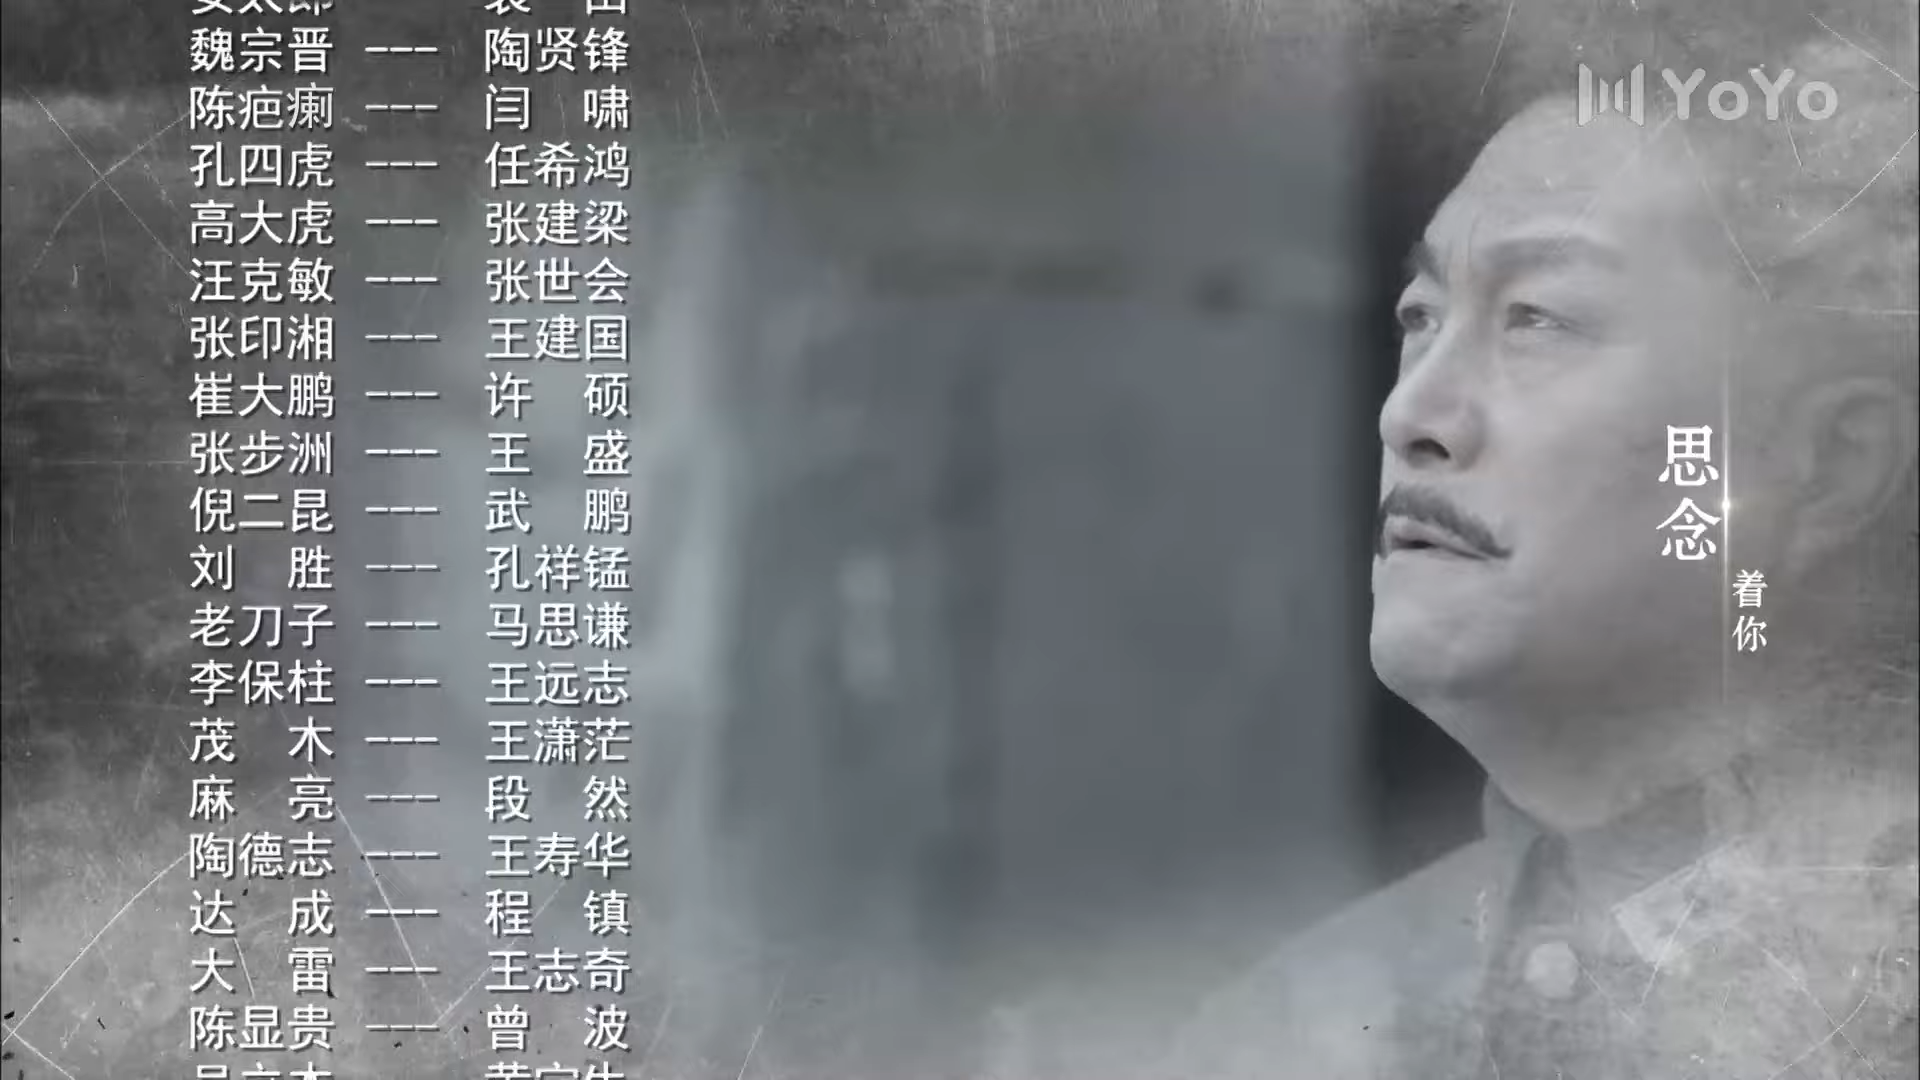 魏宗晋 --- 陶贤锋
陈疤瘌 --- 闫 啸
孔四虎 --- 任希鸿
高大虎 --- 张建梁
汪克敏 --- 张世会
张印湘 --- 王建国
崔大鹏 --- 许 硕
张步洲 --- 王 盛
倪二昆 --- 武 鹏
刘 胜 --- 孔祥锰
老刀子 --- 马思谦
李保柱 --- 王远志
茂 木 --- 王潇茫
麻 亮 --- 段 然
陶德志 --- 王寿华
达 成 --- 程 镇
大 雷 --- 王志奇
陈显贵 --- 曾 波
YoYo
思念
着你